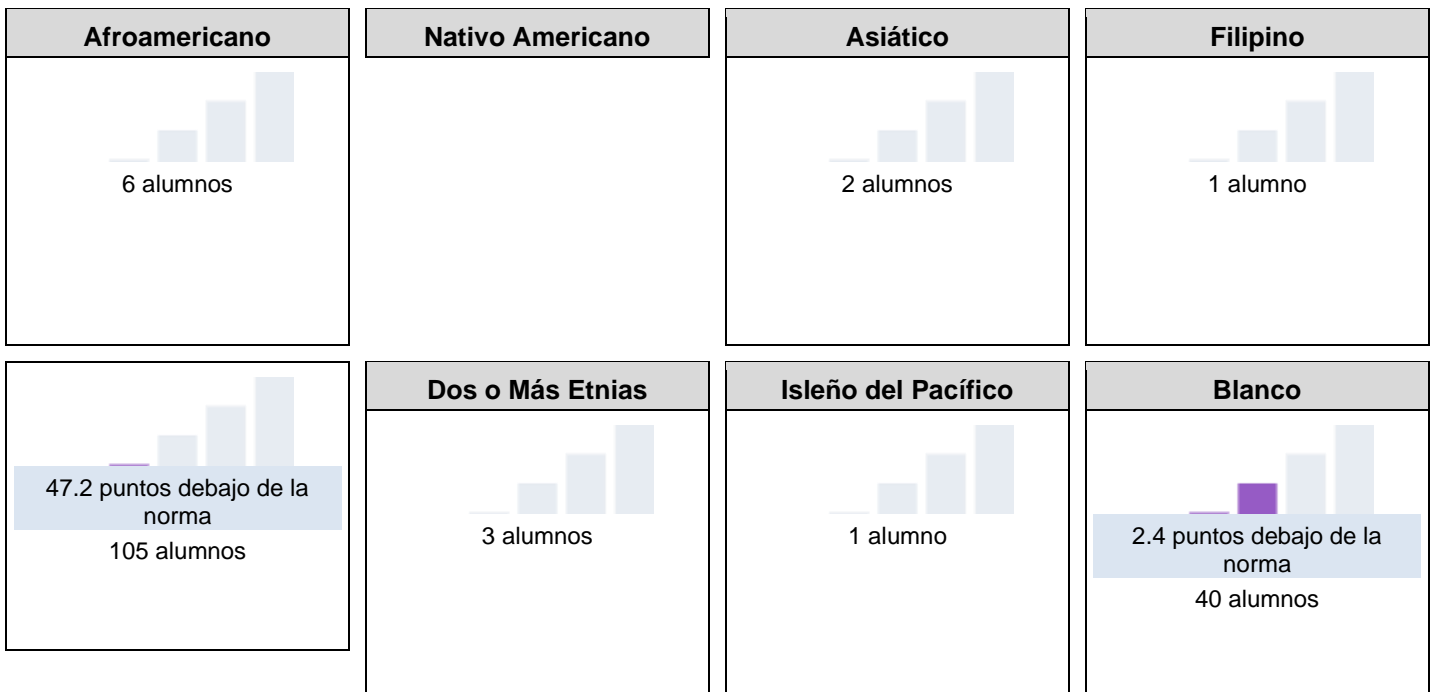 Afroamericano
Nativo Americano
Asiático
Filipino
6 alumnos
2 alumnos
1 alumno
Dos o Más Etnias
Isleño del Pacífico
Blanco
47.2 puntos debajo de la
norma
105 alumnos
3 alumnos
1 alumno
2.4 puntos debajo de la
norma
40 alumnos